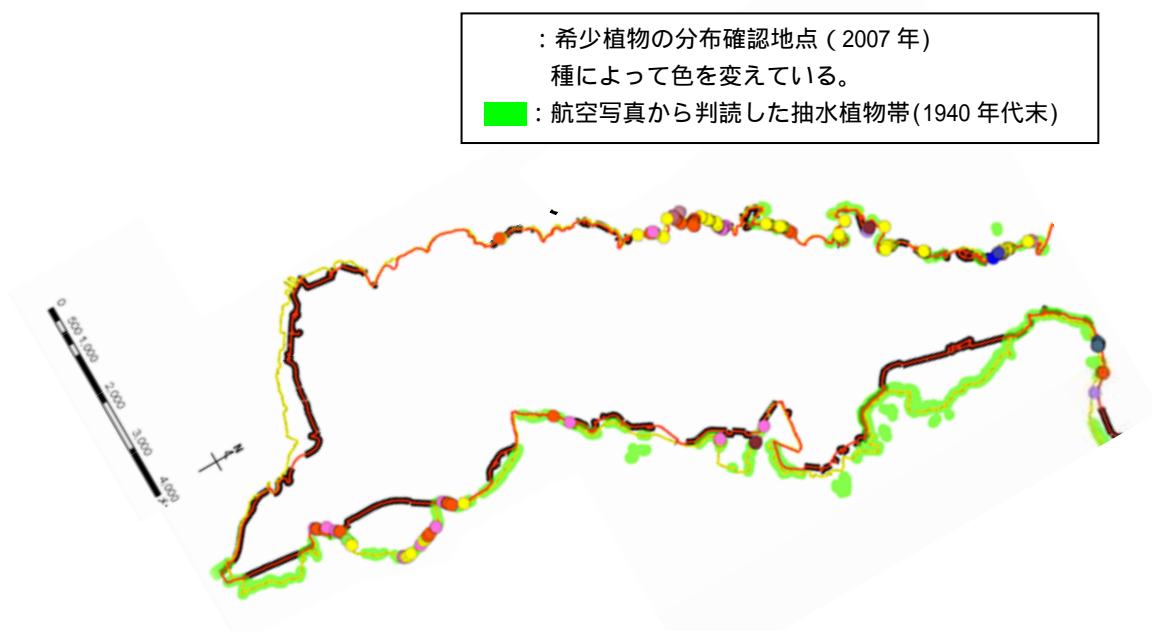 ：希少植物の分布確認地点（2007 年)
種によって色を変えている。
：航空写真から判読した抽水植物帯(1940 年代末)
0
500
1,000
2,000
3,000
4,000
N